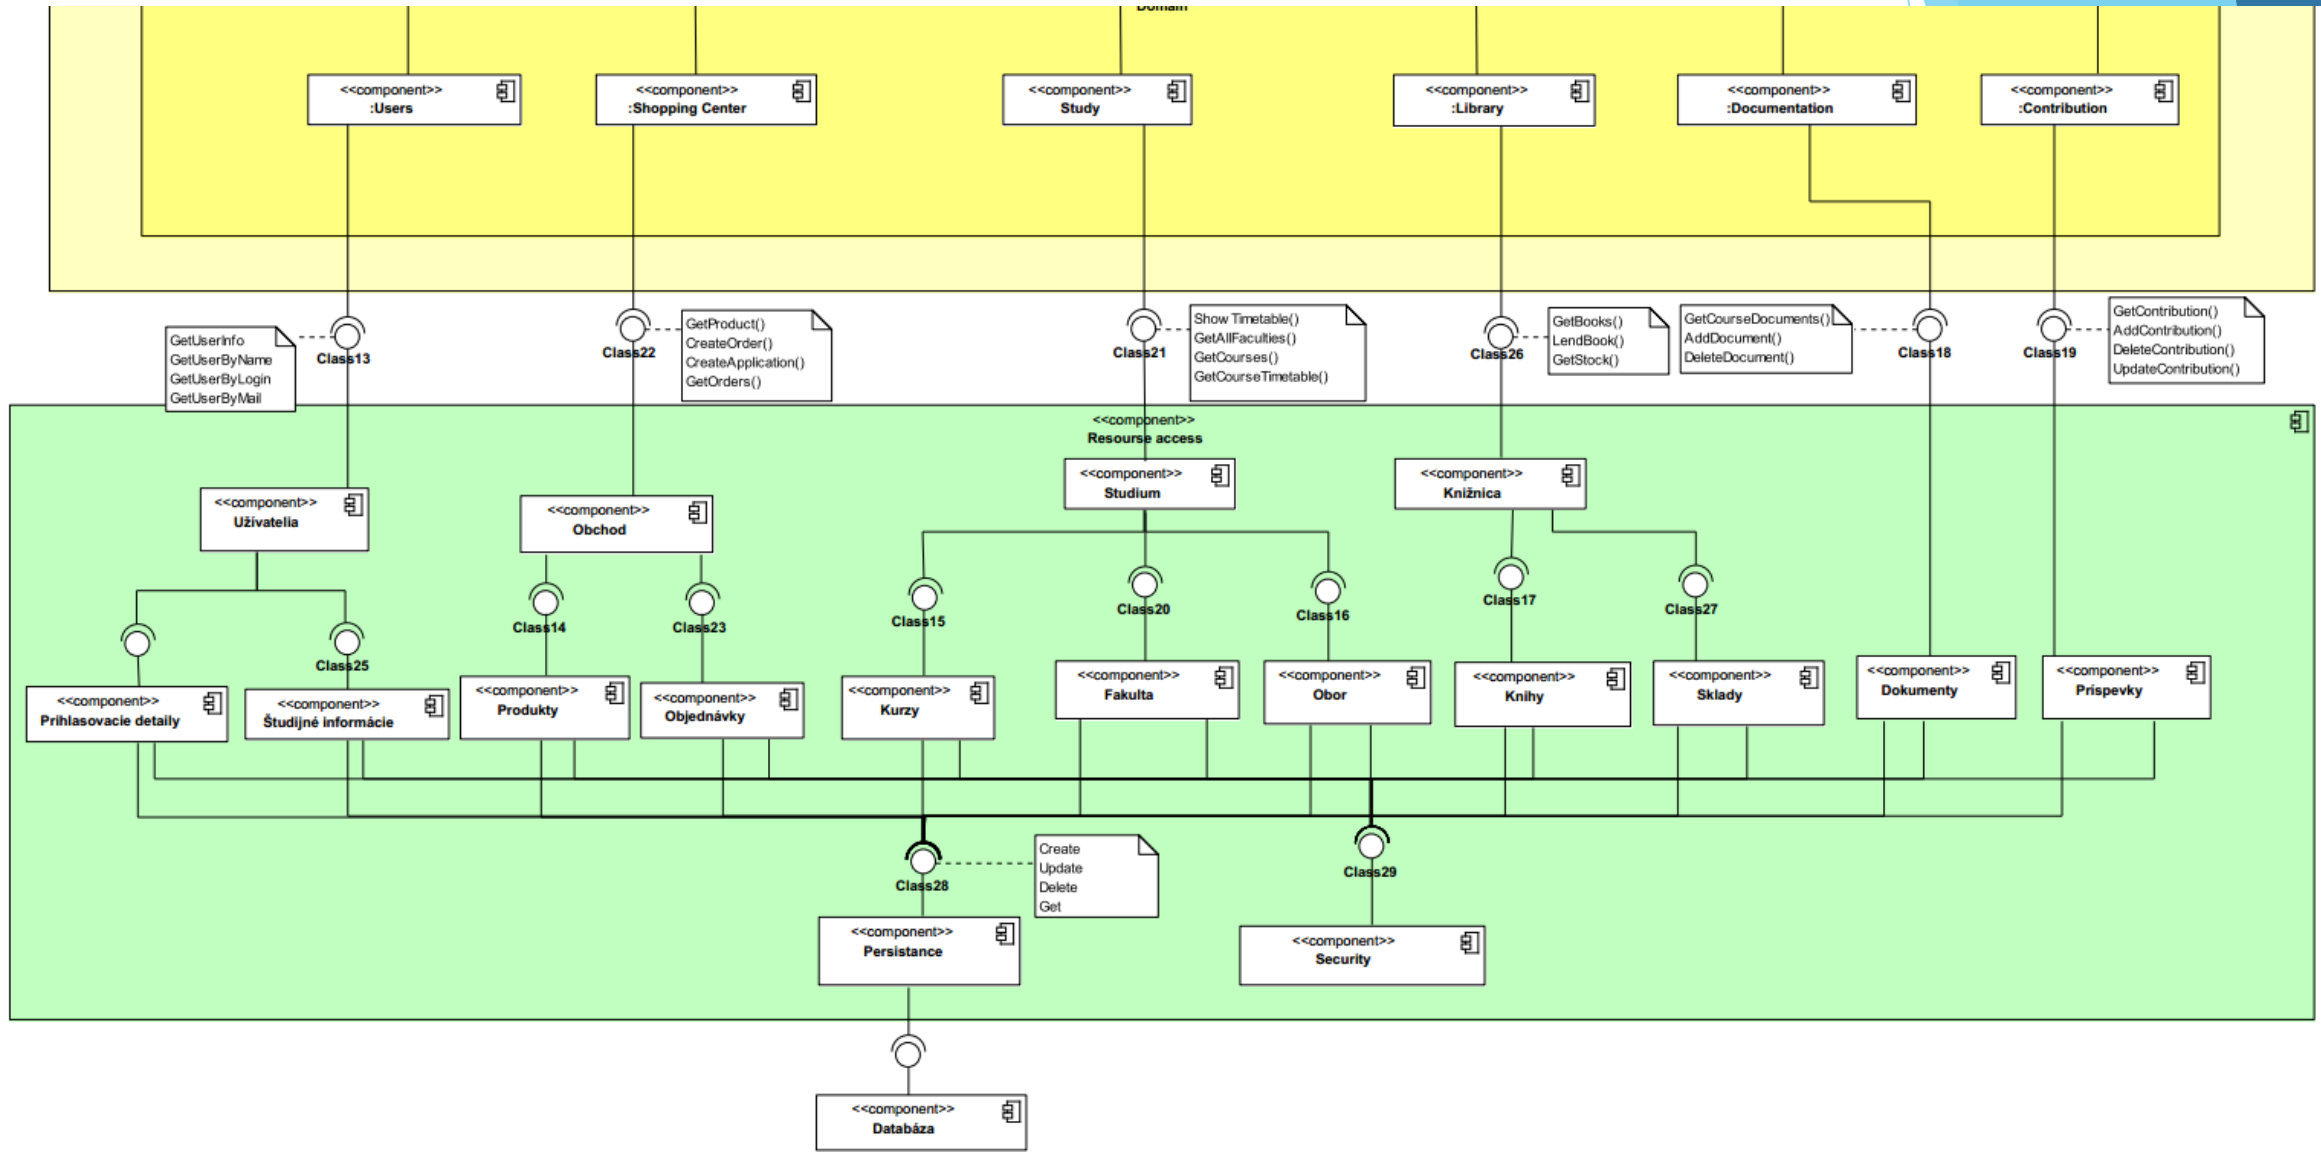 Domain
<<component>>
:Users
<<component>>
:Shopping Center
<<component>>
Study
<<component>>
:Library
<<component>>
:Documentation
<<component>>
:Contribution
GetUserInfo
GetUserByName
GetUserByLogin
GetUserByMail
Class13
Class22
GetProduct()
CreateOrder()
CreateApplication()
GetOrders()
Class21
Show Timetable()
GetAllFaculties()
GetCourses()
GetCourseTimetable()
Class26
GetBooks()
LendBook()
GetStock()
GetCourseDocuments()
AddDocument()
DeleteDocument()
Class18
Class19
GetContribution()
AddContribution()
DeleteContribution()
UpdateContribution()
<<component>>
Resourse access
<<component>>
Užívatelia
<<component>>
Obchod
<<component>>
Studium
<<component>>
Knižnica
Class25
Class14
Class23
Class15
Class20
Class16
Class17
Class27
<<component>>
Prihlasovacie detaily
<<component>>
Študijné informácie
<<component>>
Produkty
<<component>>
Objednávky
<<component>>
Kurzy
<<component>>
Fakulta
<<component>>
Obor
<<component>>
Knihy
<<component>>
Sklady
<<component>>
Dokumenty
<<component>>
Príspevky
Class28
Create
Update
Delete
Get
Class29
<<component>>
Persistance
<<component>>
Security
<<component>>
Databáza